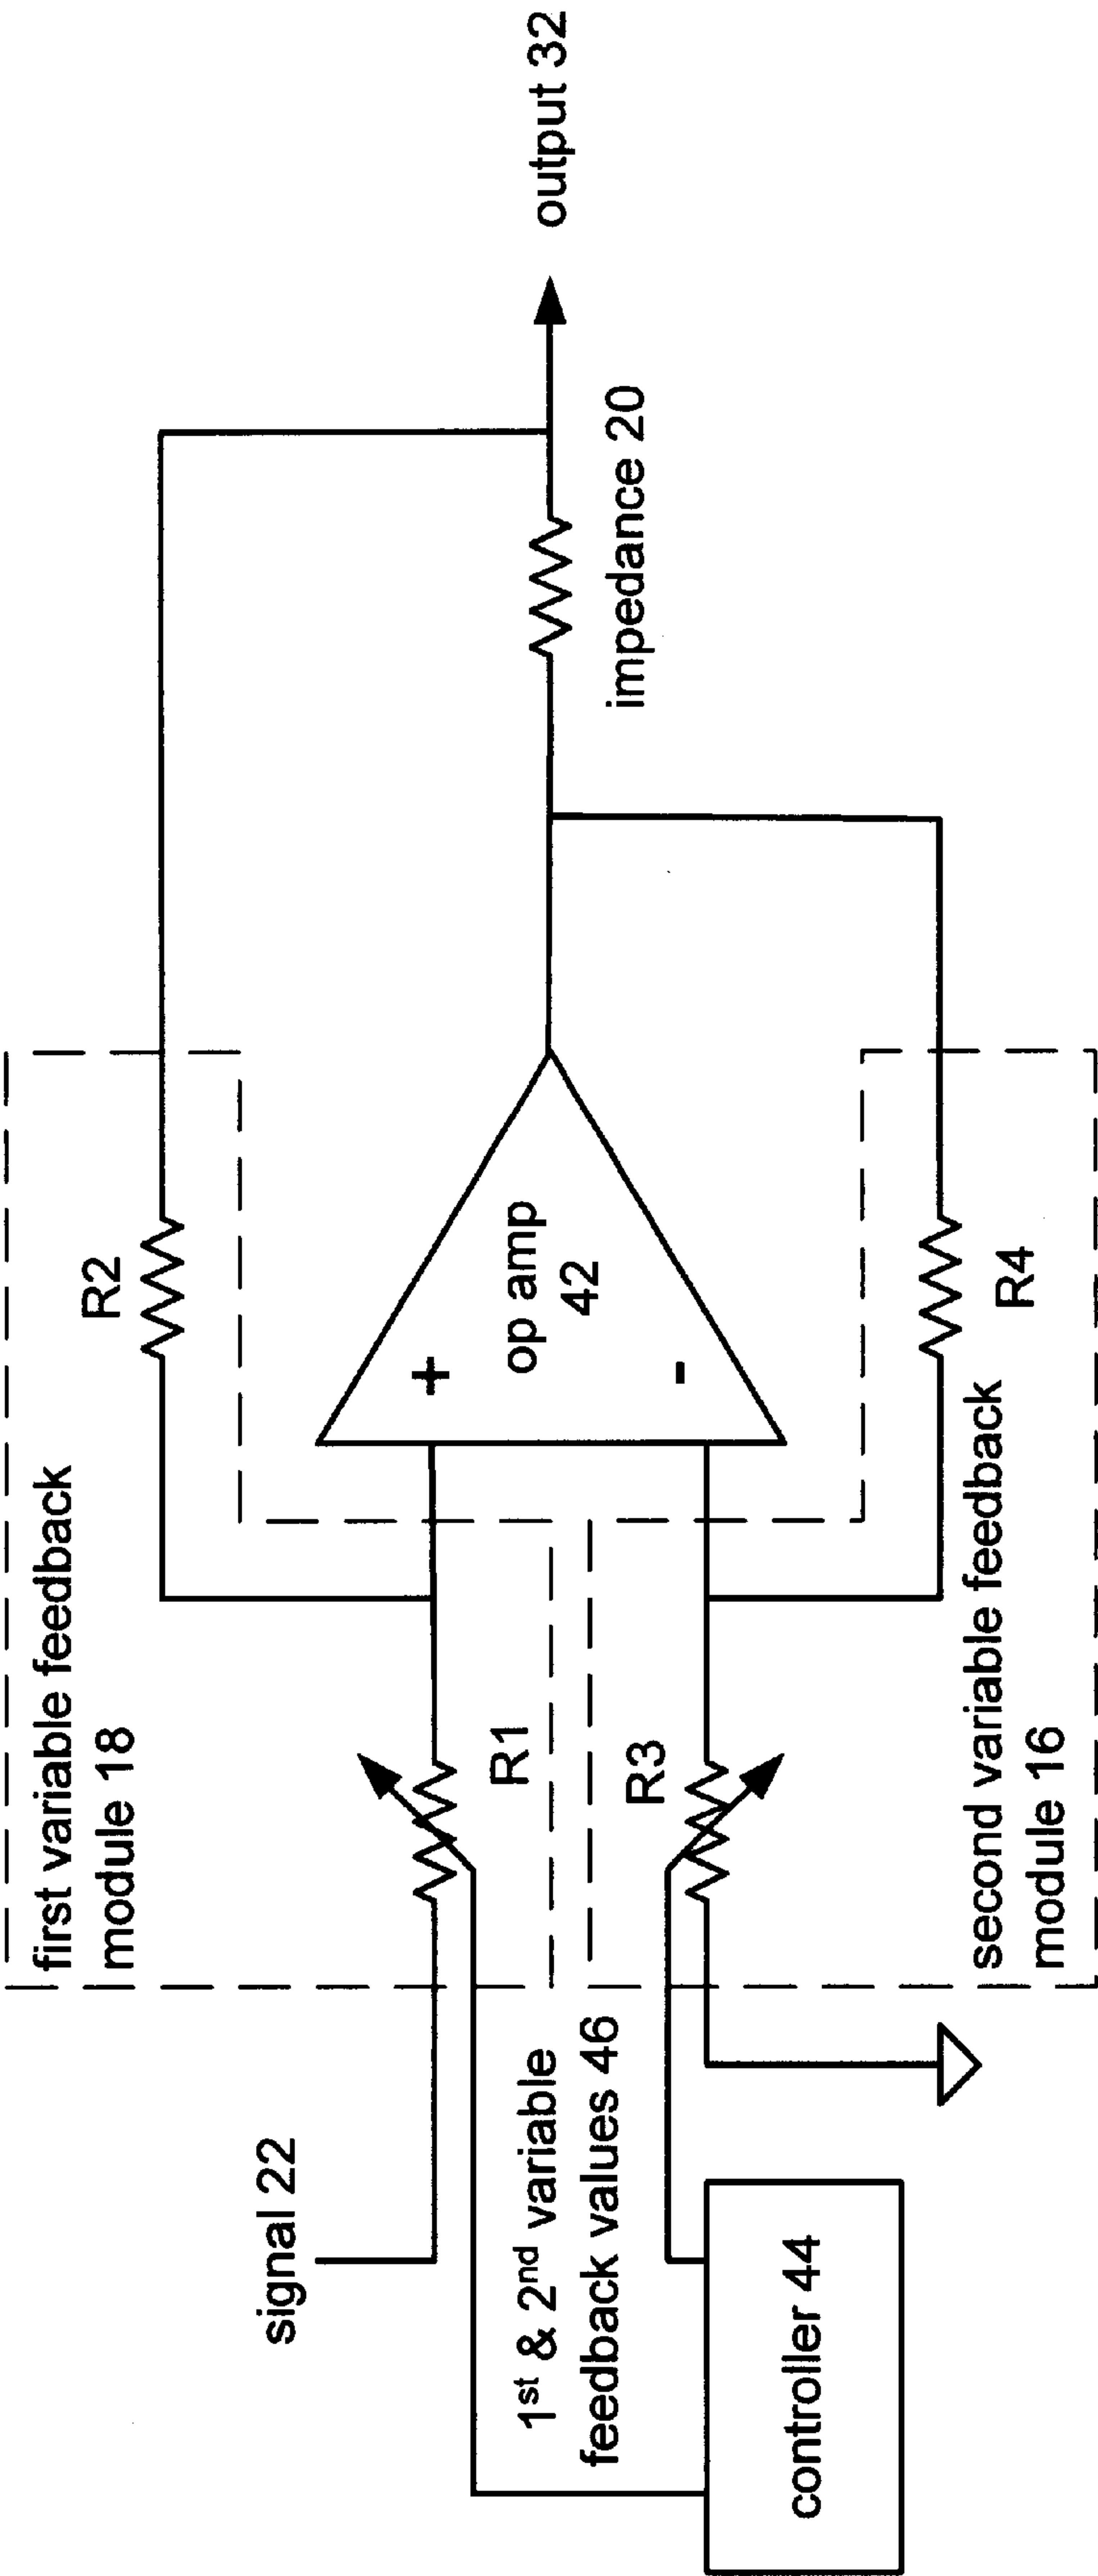 first variable feedback
module 18
R2
signal 22
R1
+
op amp
42
-
output 32
impedance 20
1st & 2nd variable
feedback values 46
R3
controller 44
R4
second variable feedback
module 16